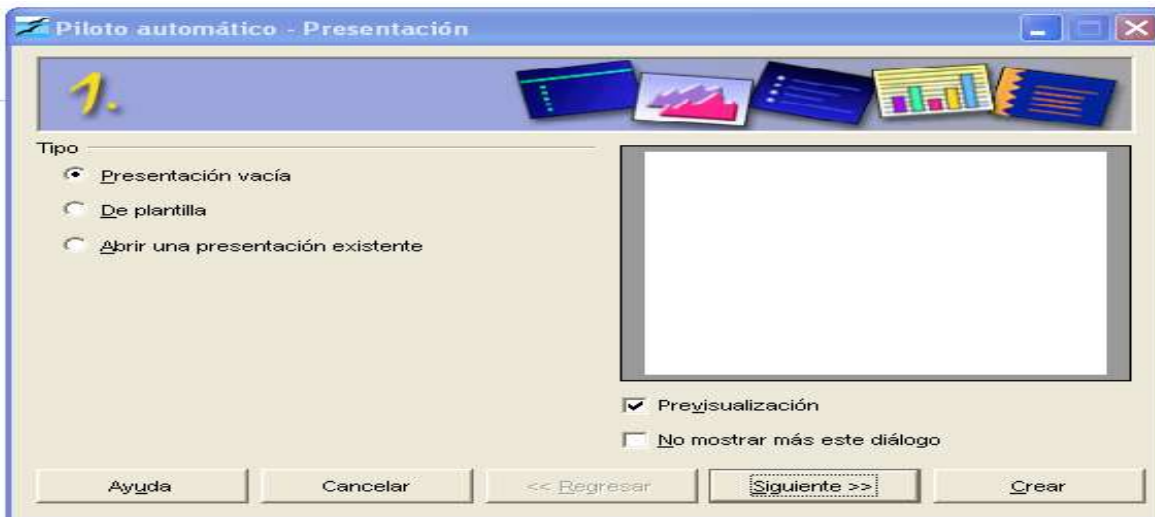 Piloto automático - Presentación
1.
Tipo
Presentación vacía
De plantilla
Abrir una presentación existente
Previsualización
No mostrar más este diálogo
Ayuda Cancelar << Regresar Siguiente >> Crear